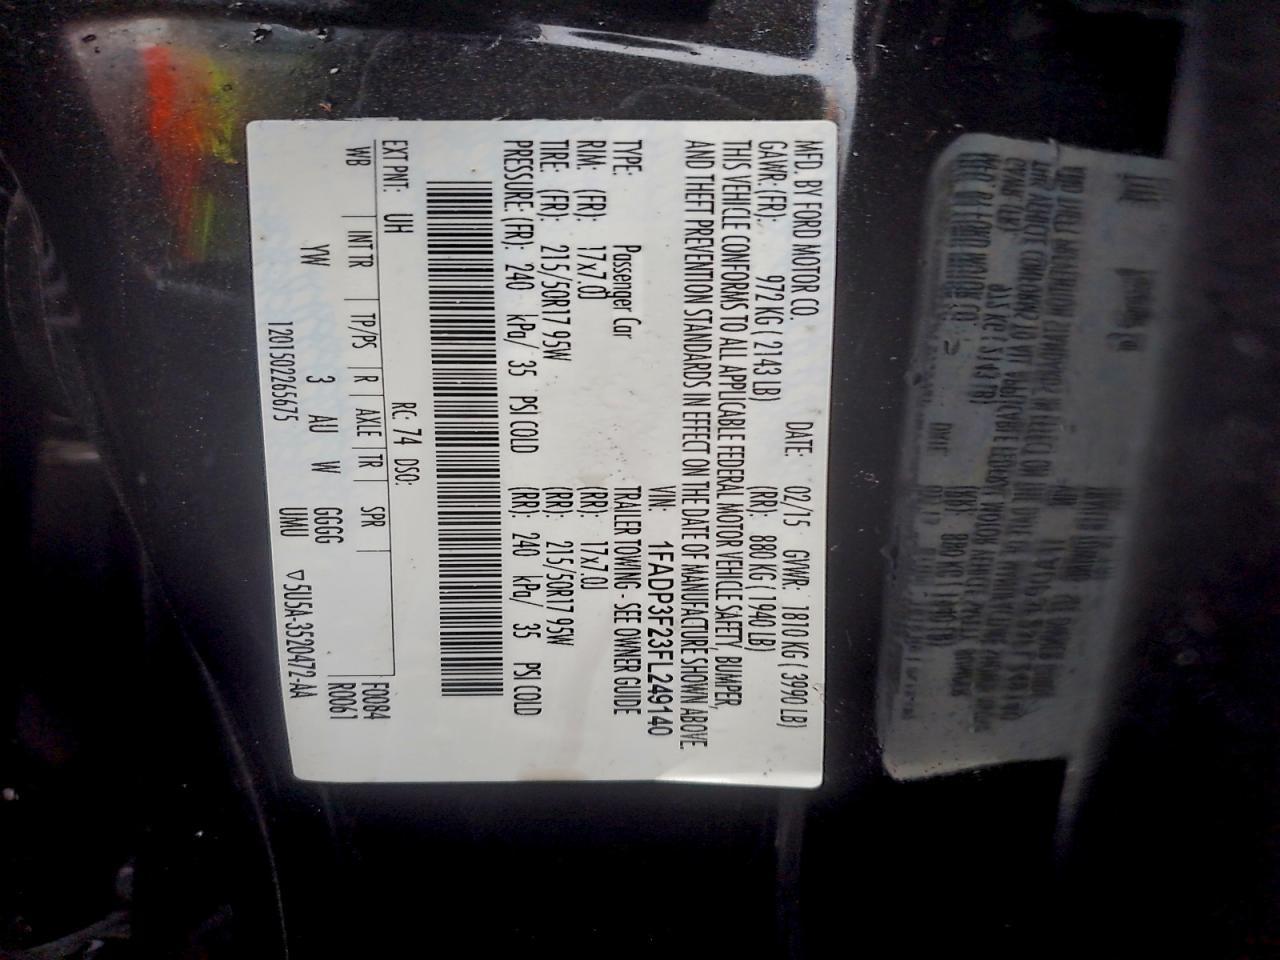 MFD. BY FORD MOTOR CO. DATE: 02/15 GVWR: 1810 KG ( 3990 LB)
GAWR: (FR): 972 KG ( 2143 LB) (RR): 880 KG ( 1940 LB)
THIS VEHICLE CONFORMS TO ALL APPLICABLE FEDERAL MOTOR VEHICLE SAFETY, BUMPER,
AND THEFT PREVENTION STANDARDS IN EFFECT ON THE DATE OF MANUFACTURE SHOWN ABOVE.
VIN: 1FADP3F23FL249140
TYPE: Passenger Car TRAILER TOWING - SEE OWNER GUIDE
RIM: (FR): 17x7.0J (RR): 17x7.0J
TIRE: (FR): 215/50R17 95W (RR): 215/50R17 95W
PRESSURE: (FR): 240 kPa/ 35 PSI COLD (RR): 240 kPa/ 35 PSI COLD
EXT PNT: UH RC: 74 DSO: F0084
WB INT TR TP/PS R AXLE TR SPR R0061
YW 3 AU W GGGG
UMU
1201502265675 ▽5U5A-3520472-AA